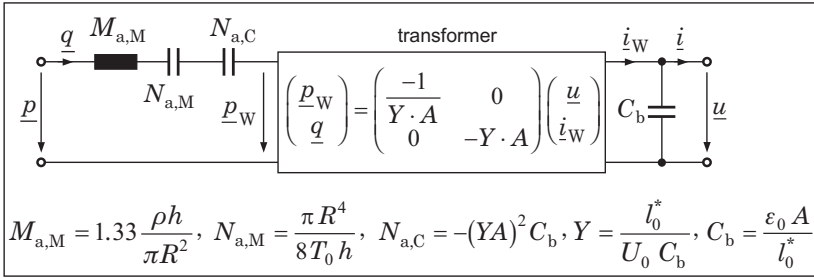 M_a,M N_a,C transformer
q i_W i
N_a,M
p p_W (p_W q) = (-1/(Y · A) 0 0 -Y · A) (u i_W) C_b u
M_a,M = 1.33 ρh/(πR²), N_a,M = πR⁴/(8T₀h), N_a,C = -(YA)² C_b, Y = l₀*/(U₀ C_b), C_b = ε₀ A/l₀*